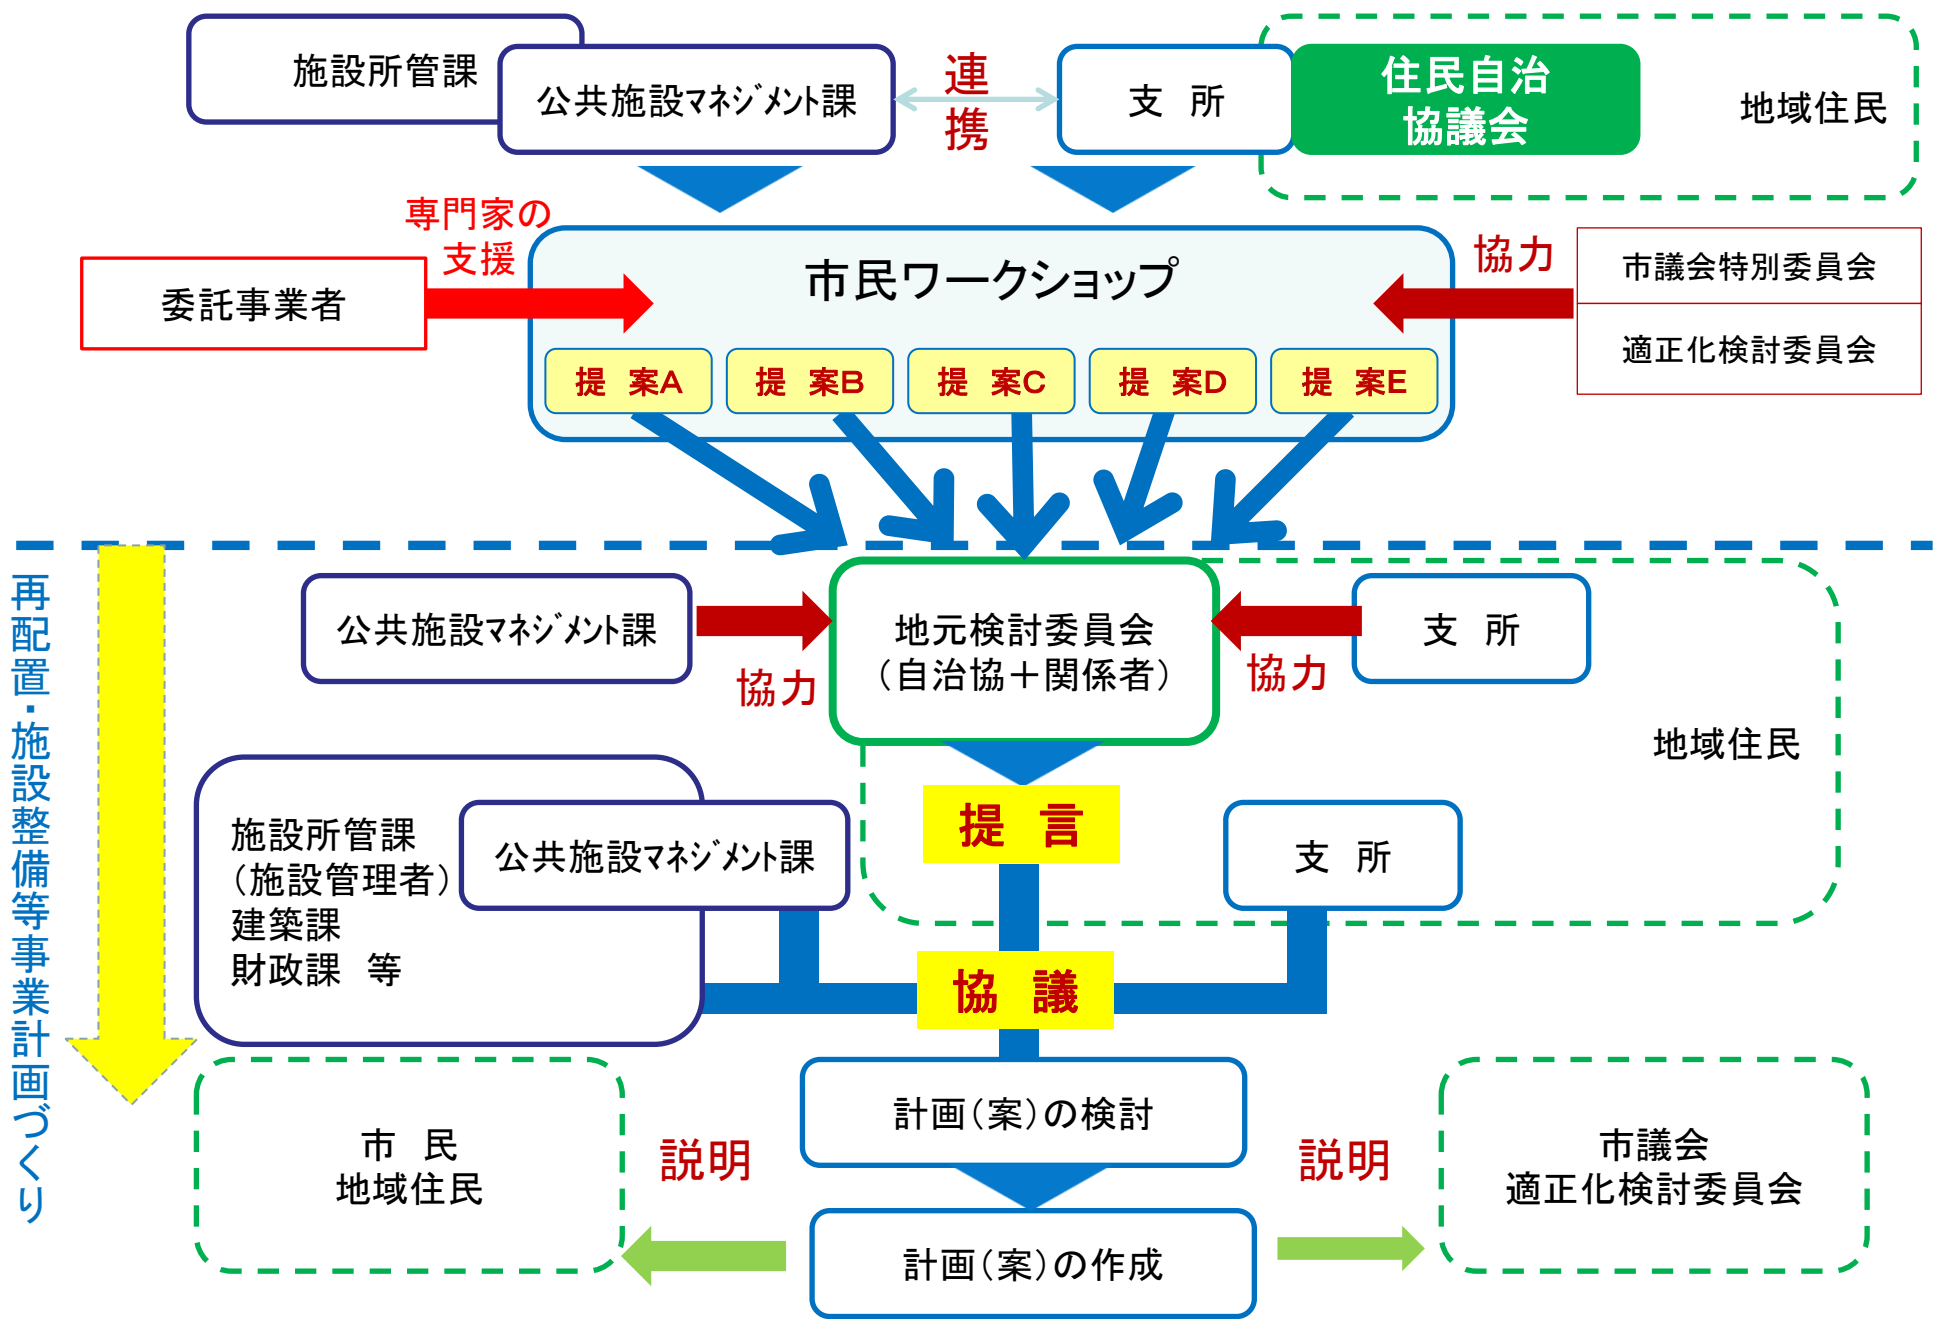 施設所管課
公共施設マネジメント課
連
携
支　所
住民自治
協議会
地域住民
専門家の
支援
委託事業者
市民ワークショップ
協力
市議会特別委員会
適正化検討委員会
提　案A
提　案B
提　案C
提　案D
提　案E
再配置・施設整備等事業計画づくり
公共施設マネジメント課
協力
地元検討委員会
（自治協＋関係者）
協力
支　所
地域住民
施設所管課
（施設管理者）
建築課
財政課　等
公共施設マネジメント課
提　言
支　所
協　議
計画（案）の検討
市　民
地域住民
説明
説明
市議会
適正化検討委員会
計画（案）の作成